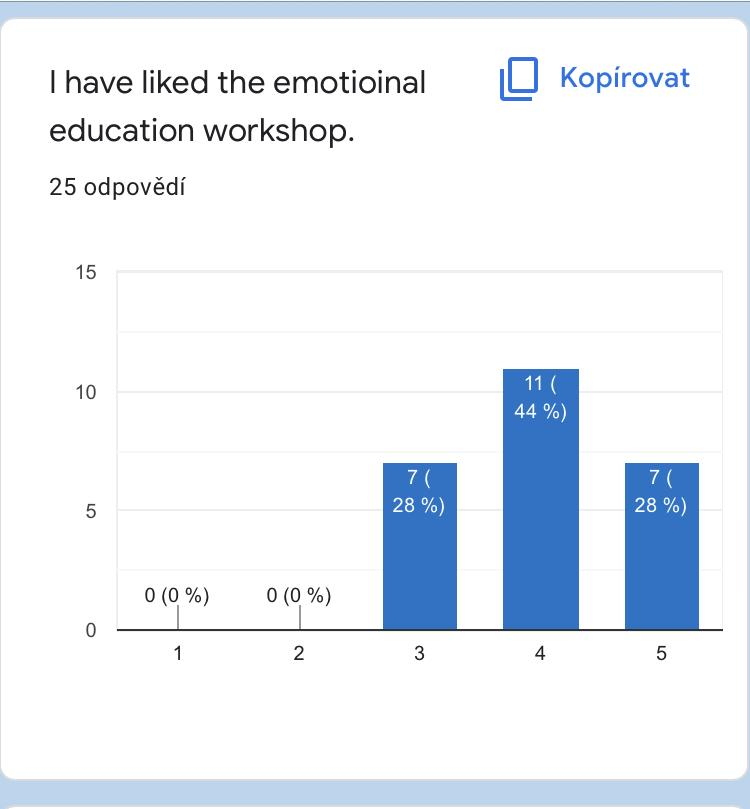 I have liked the emotioinal
education workshop.
Kopírovat
25 odpovědí
15
10
5
0
0 (0 %)
0 (0 %)
7 (
28 %)
11 (
44 %)
7 (
28 %)
1
2
3
4
5